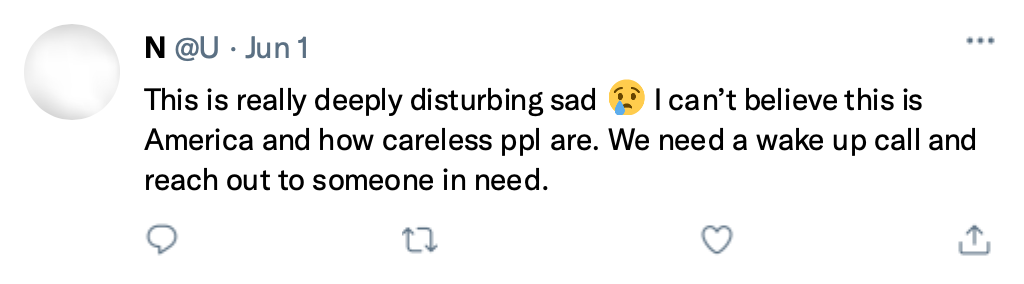 N @U · Jun 1
This is really deeply disturbing sad 😢 I can’t believe this is
America and how careless ppl are. We need a wake up call and
reach out to someone in need.